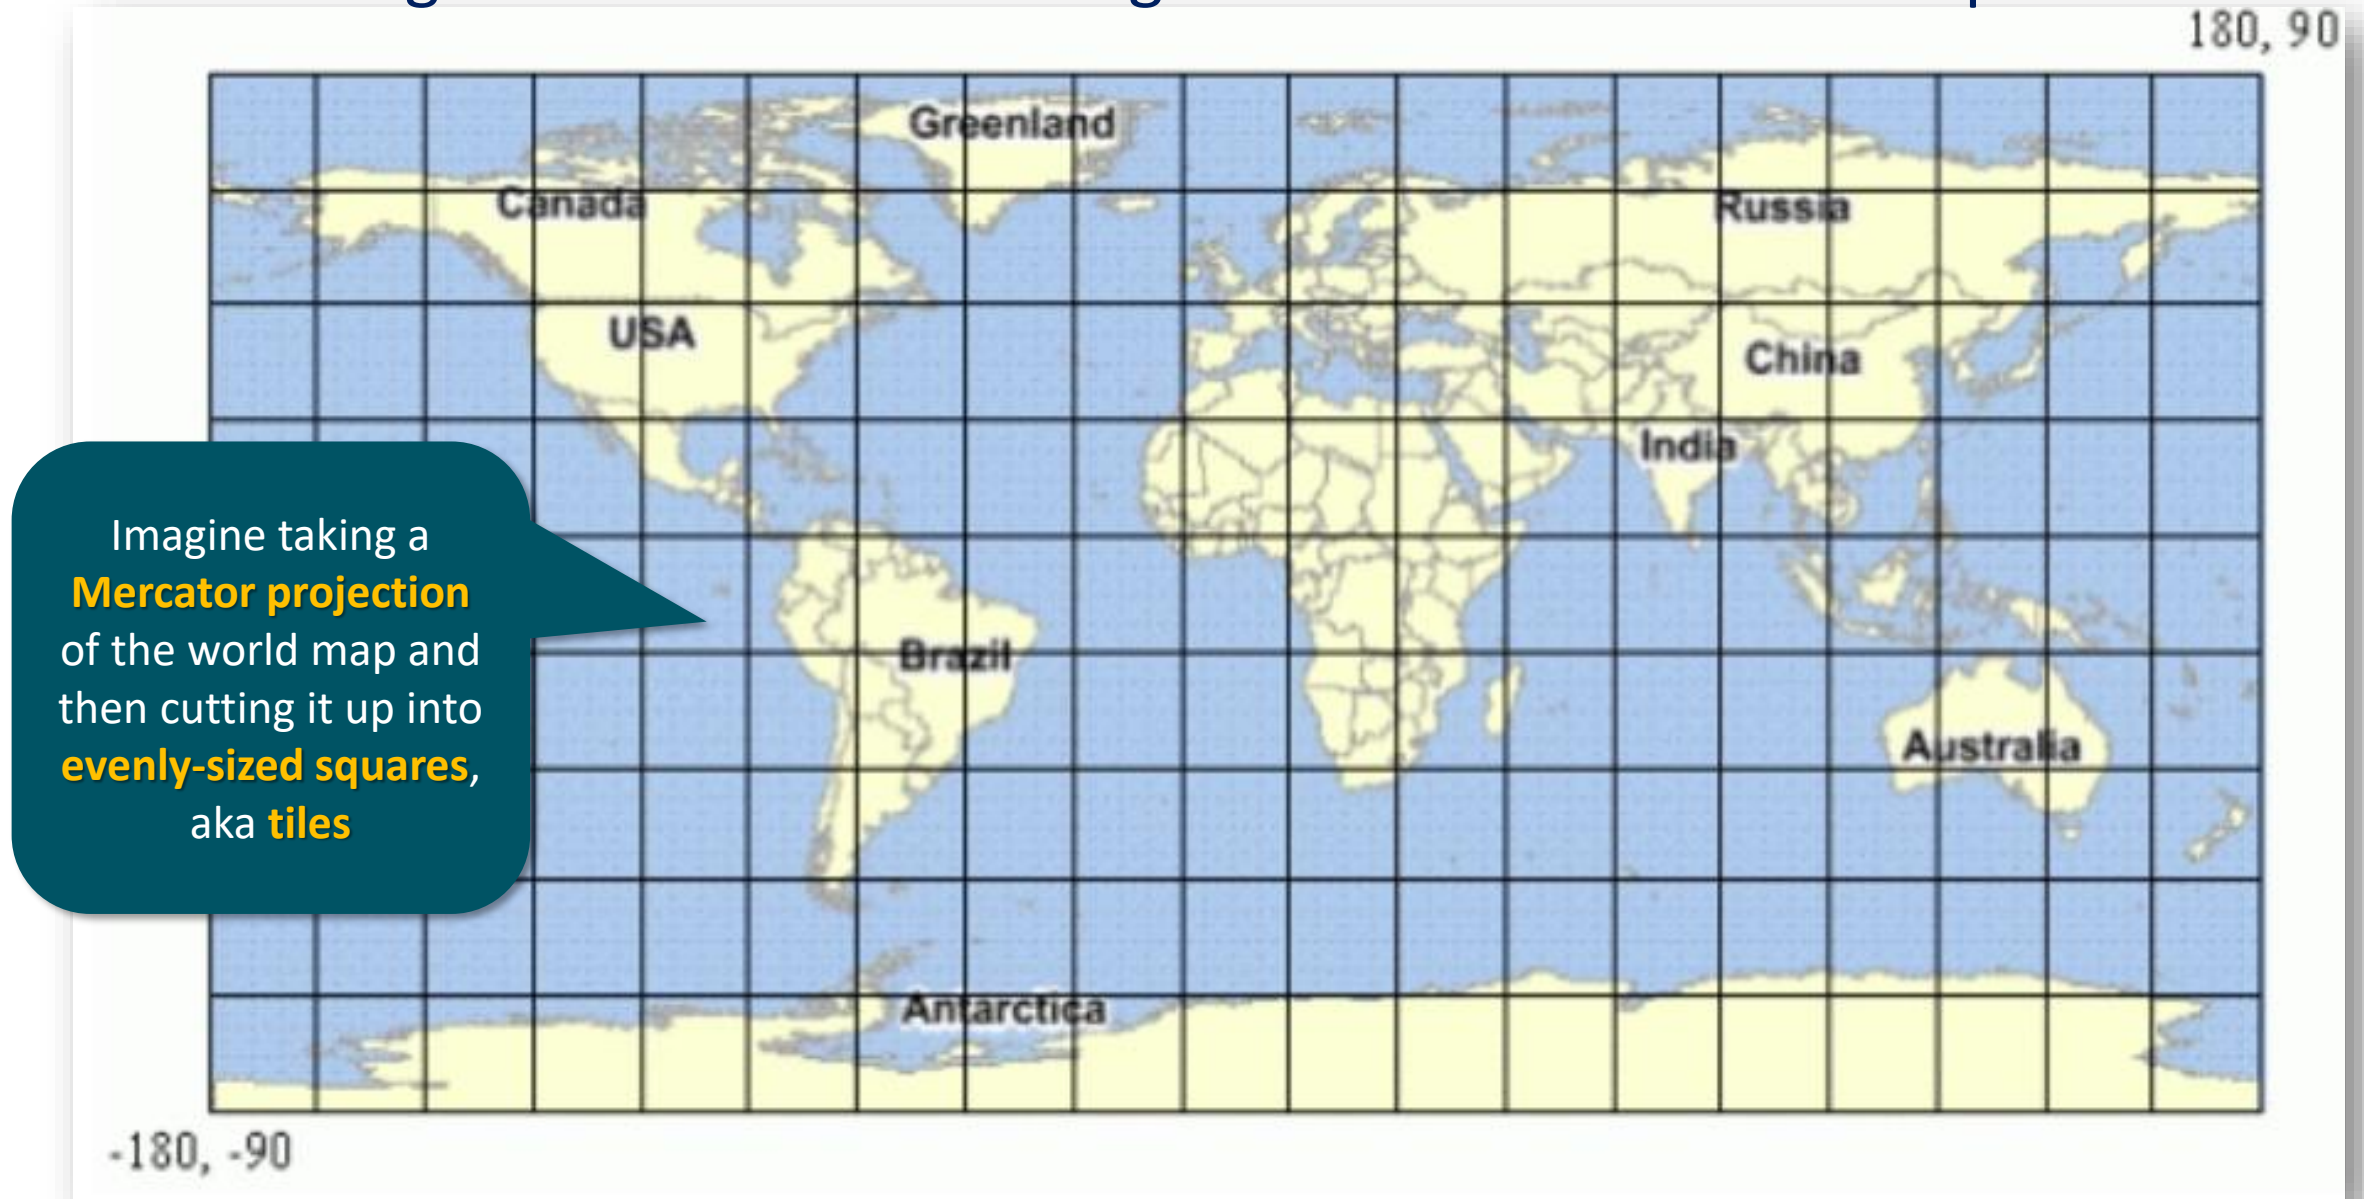 180, 90
Greenland
Canada
Russia
USA
China
India
Imagine taking a
Mercator projection
of the world map and
then cutting it up into
evenly-sized squares,
aka tiles
Brazil
Australia
Antarctica
-180, -90